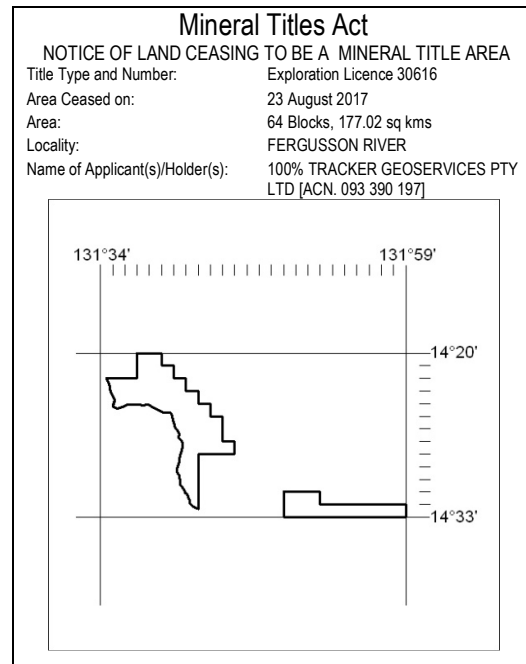 Mineral Titles Act
NOTICE OF LAND CEASING TO BE A MINERAL TITLE AREA
Title Type and Number: Exploration Licence 30616
Area Ceased on: 23 August 2017
Area: 64 Blocks, 177.02 sq kms
Locality: FERGUSSON RIVER
Name of Applicant(s)/Holder(s): 100% TRACKER GEOSERVICES PTY
LTD [ACN. 093 390 197]
131°34' 131°59'
14°20'
14°33'